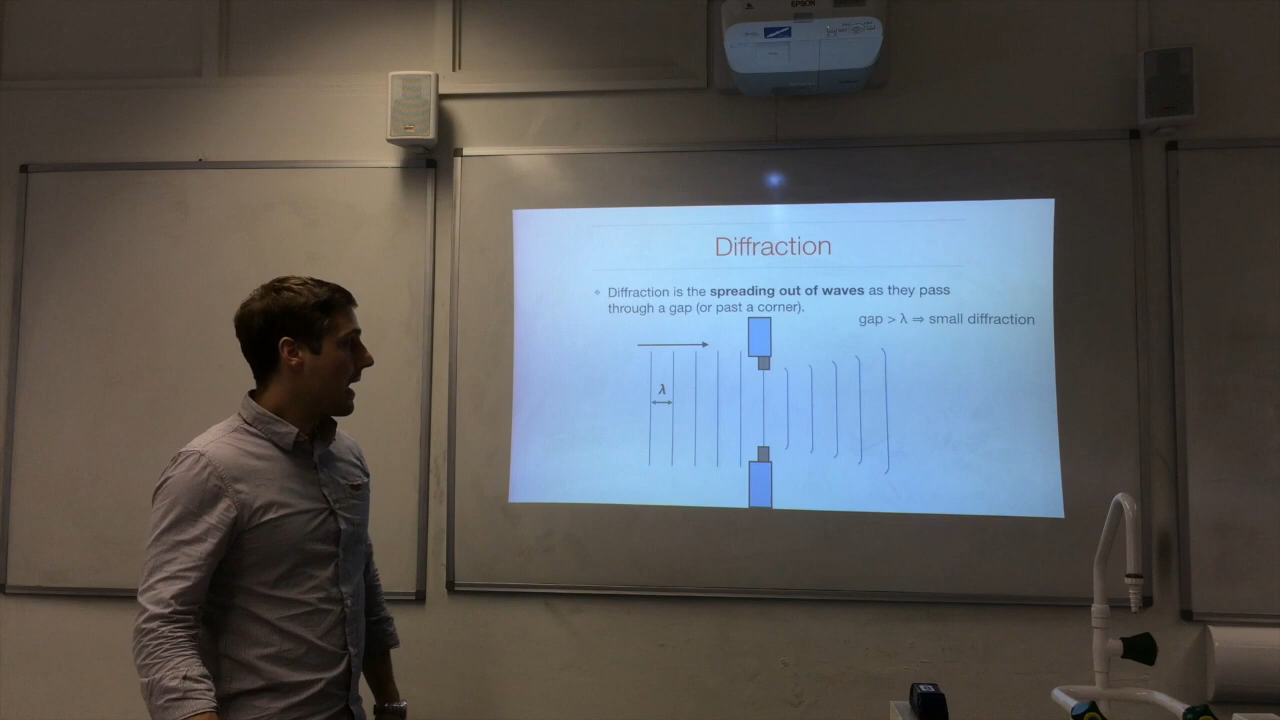 EPSON
Diffraction
Diffraction is the spreading out of waves as they pass
through a gap (or past a corner).
gap > λ ⇒ small diffraction
λ